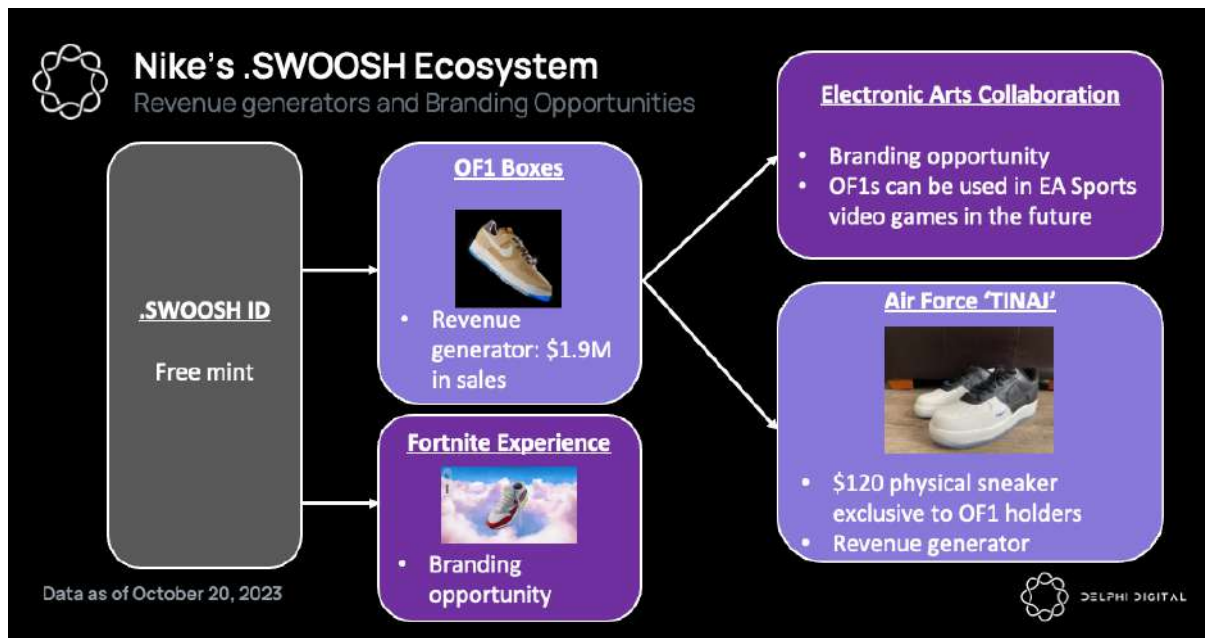 Nike's .SWOOSH Ecosystem
Revenue generators and Branding Opportunities
.SWOOSH ID
Free mint
OF1 Boxes
• Revenue
generator: $1.9M
in sales
Fortnite Experience
• Branding
opportunity
Electronic Arts Collaboration
• Branding opportunity
• OF1s can be used in EA Sports
video games in the future
Air Force 'TINAJ'
• $120 physical sneaker
exclusive to OF1 holders
• Revenue generator
Data as of October 20, 2023
DELPHI DIGITAL